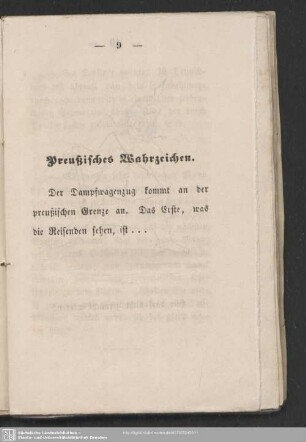 — 9 —
Preußisches Wahrzeichen.
Der Dampfwagenzug kommt an der
preußischen Grenze an. Das Erste, was
die Reisenden sehen, ist . . .